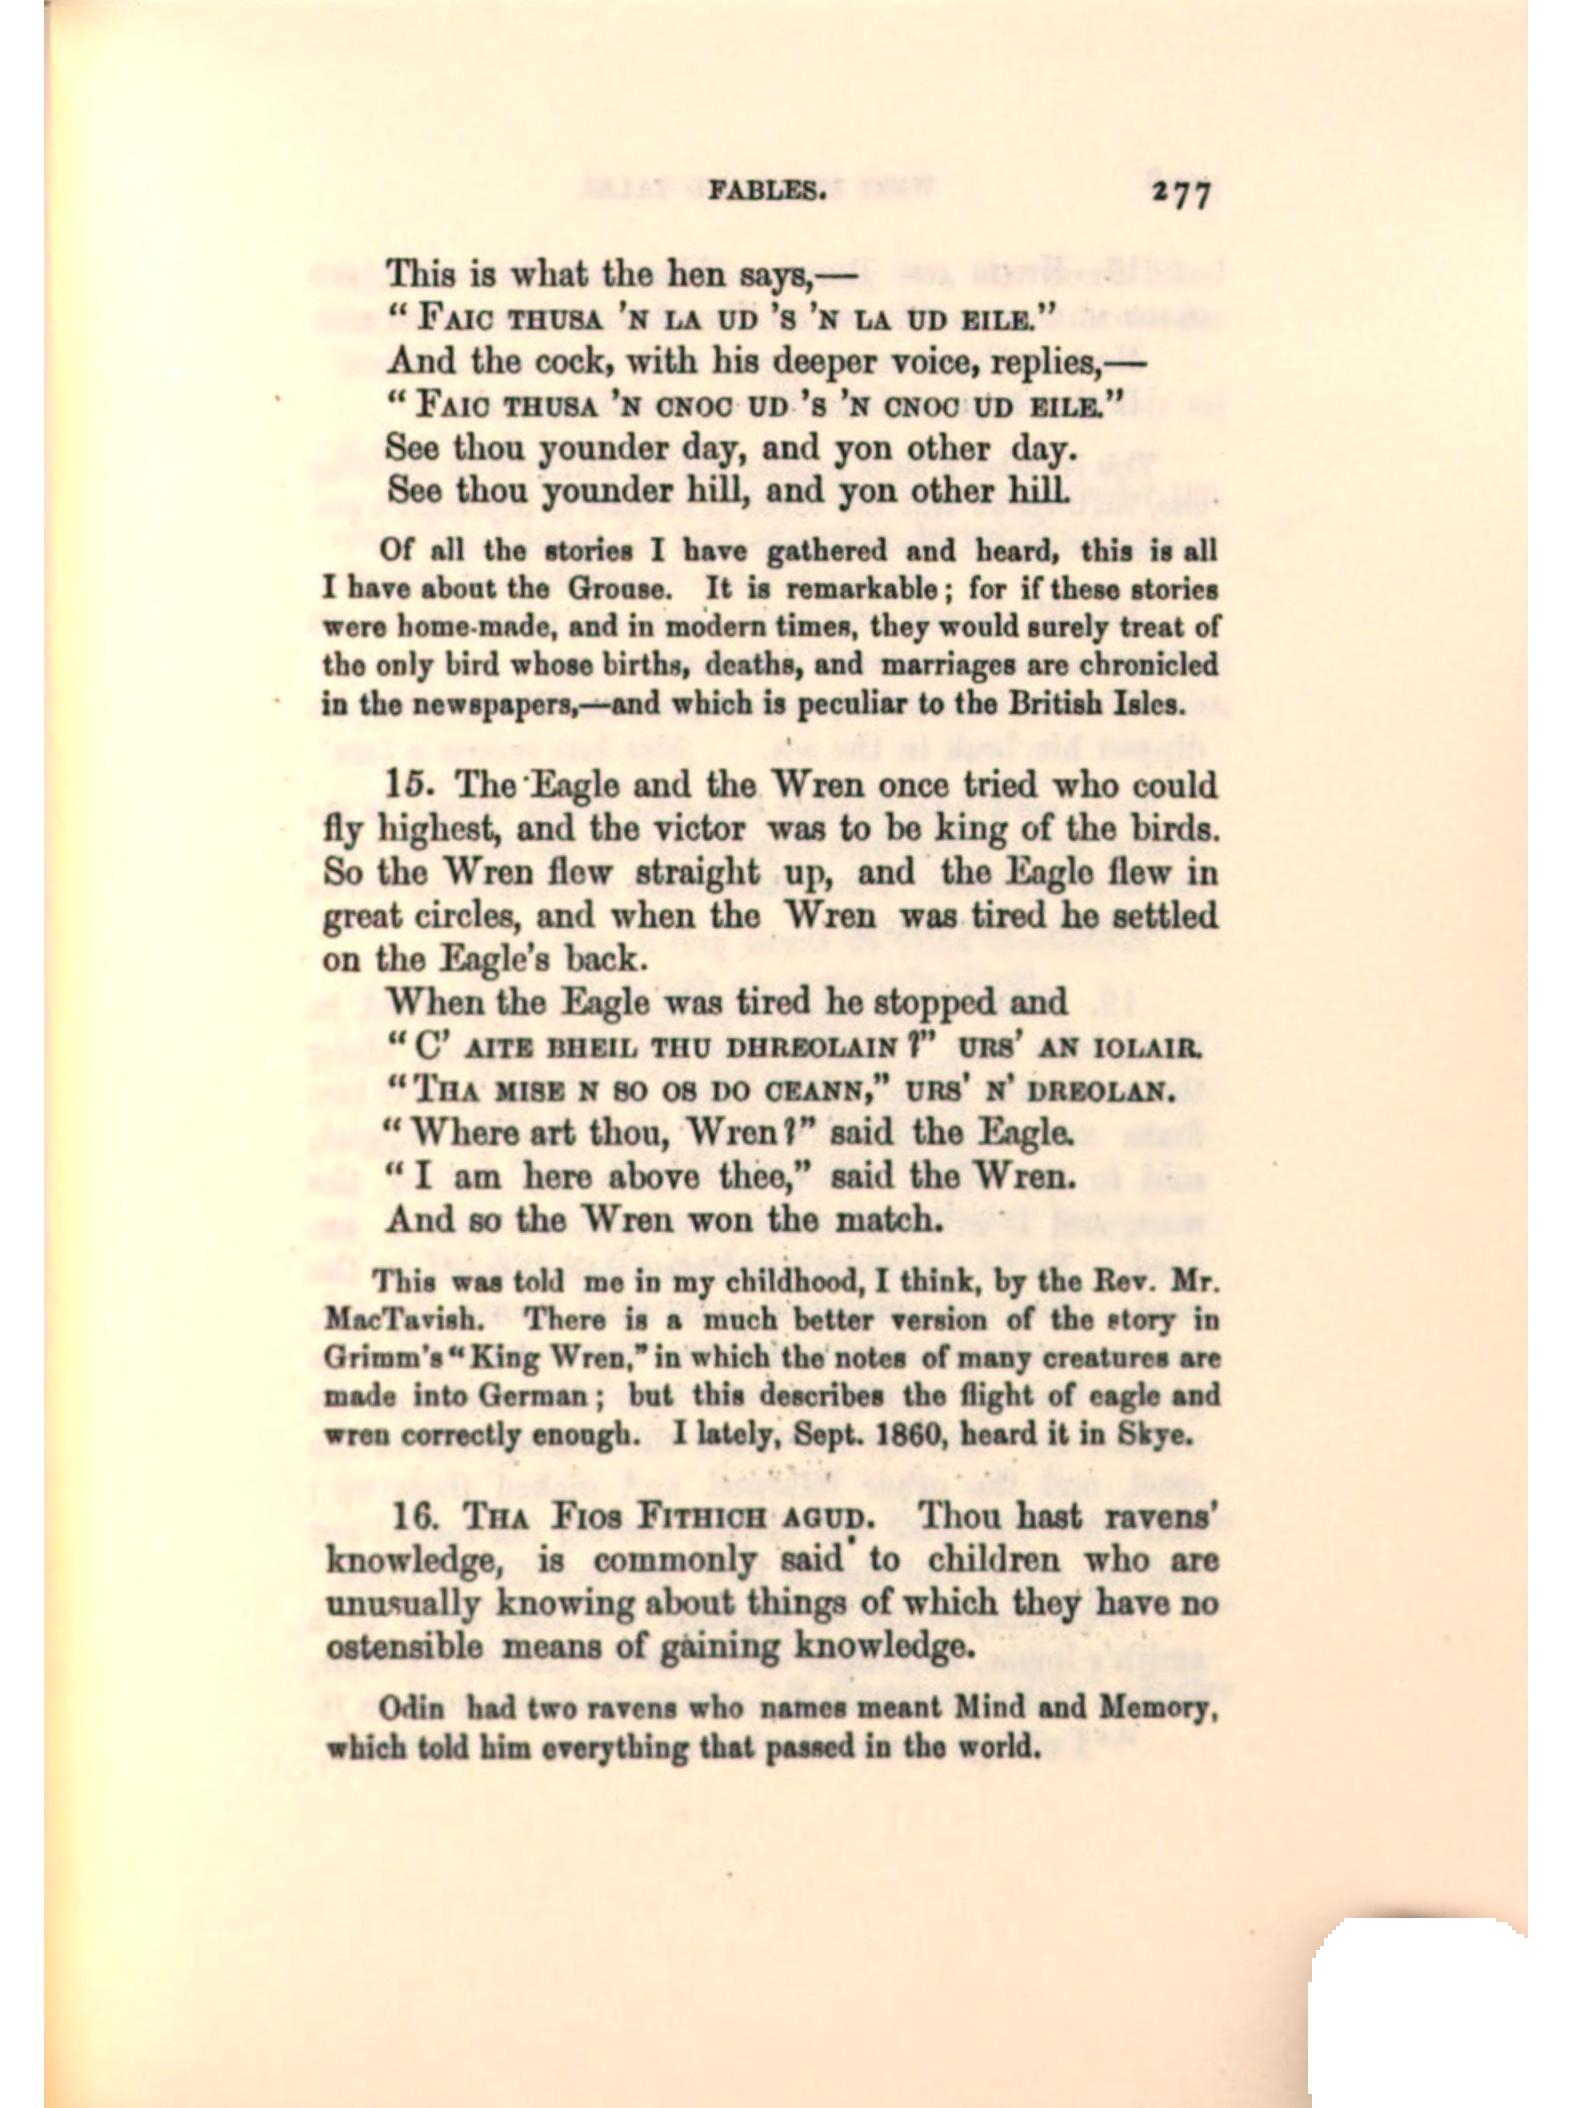 FABLES. 277
This is what the hen says,—
“ FAIC THUSA ’N LA UD ’S ’N LA UD EILE.”
And the cock, with his deeper voice, replies,—
“ FAIC THUSA ’N CNOC UD ’S ’N CNOC UD EILE.”
See thou younder day, and yon other day.
See thou younder hill, and yon other hill.
Of all the stories I have gathered and heard, this is all
I have about the Grouse. It is remarkable ; for if these stories
were home-made, and in modern times, they would surely treat of
the only bird whose births, deaths, and marriages are chronicled
in the newspapers,—and which is peculiar to the British Isles.
15. The Eagle and the Wren once tried who could
fly highest, and the victor was to be king of the birds.
So the Wren flew straight up, and the Eagle flew in
great circles, and when the Wren was tired he settled
on the Eagle’s back.
When the Eagle was tired he stopped and
“ C’ AITE BHEIL THU DHREOLAIN ?” URS’ AN IOLAIR.
“ THA MISE N SO OS DO CEANN,” URS’ N’ DREOLAN.
“ Where art thou, Wren ?” said the Eagle.
“ I am here above thee,” said the Wren.
And so the Wren won the match.
This was told me in my childhood, I think, by the Rev. Mr.
MacTavish. There is a much better version of the story in
Grimm’s “ King Wren,” in which the notes of many creatures are
made into German ; but this describes the flight of eagle and
wren correctly enough. I lately, Sept. 1860, heard it in Skye.
16. THA FIOS FITHICH AGUD. Thou hast ravens’
knowledge, is commonly said to children who are
unusually knowing about things of which they have no
ostensible means of gaining knowledge.
Odin had two ravens who names meant Mind and Memory,
which told him everything that passed in the world.